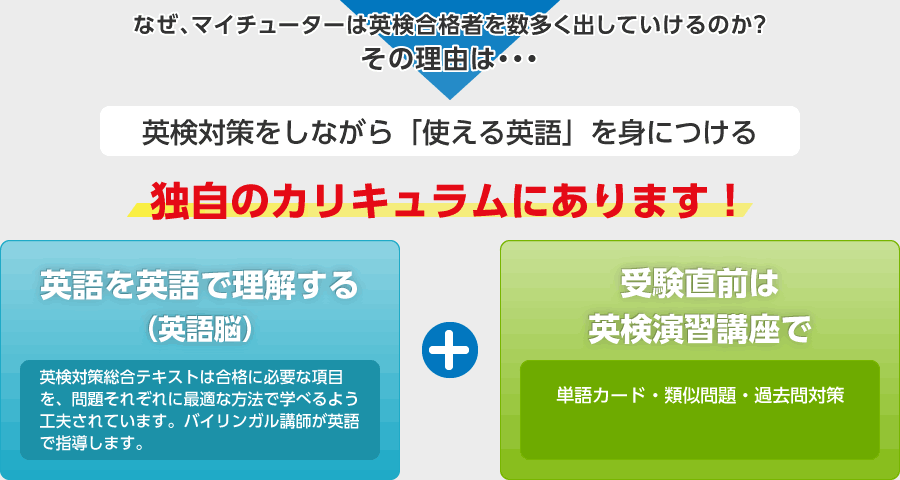 なぜ、マイチューターは英検合格者を数多く出していけるのか?
その理由は・・・
英検対策をしながら「使える英語」を身につける
独自のカリキュラムにあります！
英語を英語で理解する
（英語脳）
英検対策総合テキストは合格に必要な項目
を、問題それぞれに最適な方法で学べるよう
工夫されています。バイリンガル講師が英語
で指導します。
+
受験直前は
英検演習講座で
単語カード・類似問題・過去問対策